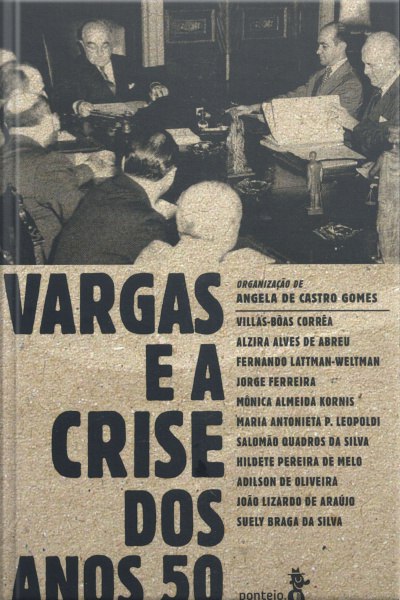 VARGAS
E A
CRISE
DOS
ANOS 50
ORGANIZAÇÃO DE
ANGELA DE CASTRO GOMES
VILLAS-BÔAS CORRÊA
ALZIRA ALVES DE ABREU
FERNANDO LATTMAN-WELTMAN
JORGE FERREIRA
MÔNICA ALMEIDA KORNIS
MARIA ANTONIETA P. LEOPOLDI
SALOMÃO QUADROS DA SILVA
HILDETE PEREIRA DE MELO
ADILSON DE OLIVEIRA
JOÃO LIZARDO DE ARAÚJO
SUELY BRAGA DA SILVA
ponteio